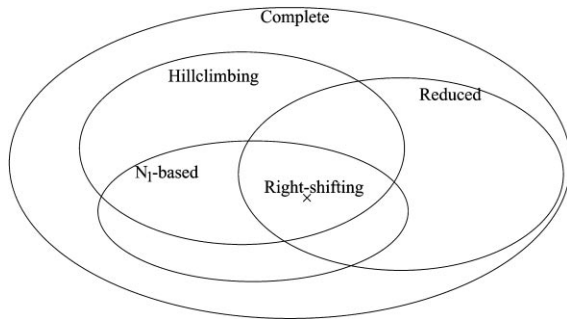 Complete
Hillclimbing
Reduced
N₁-based
Right-shifting
×